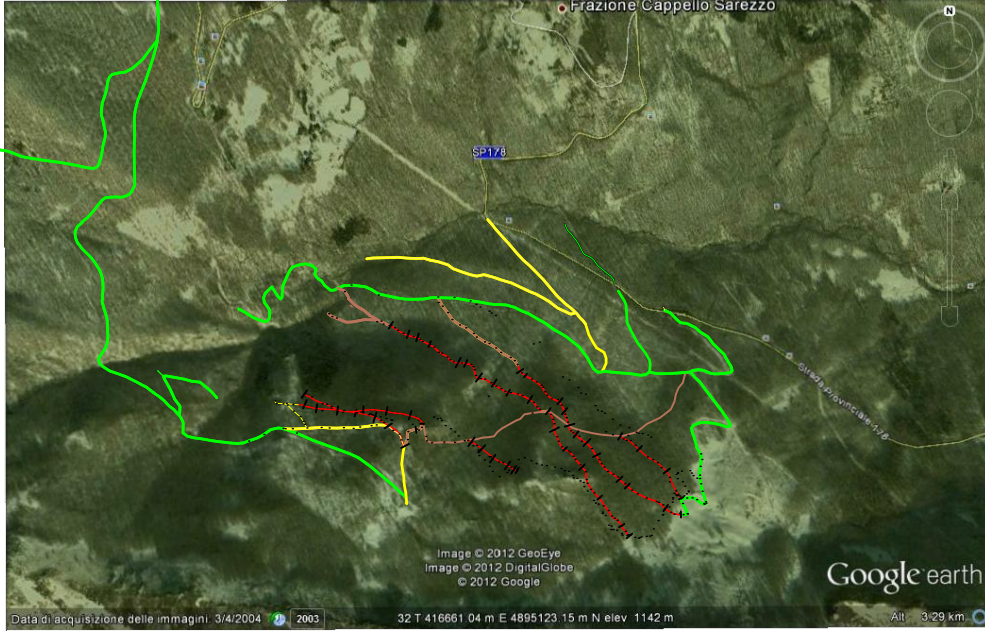 Frazione Cappello Sarezzo
N
SP178
Strada Provinciale 178
Image © 2012 GeoEye
Image © 2012 DigitalGlobe
© 2012 Google
Google earth
Data di acquisizione delle immagini: 3/4/2004
2003
32 T 416661.04 m E 4895123.15 m N elev 1142 m
Alt 3.29 km